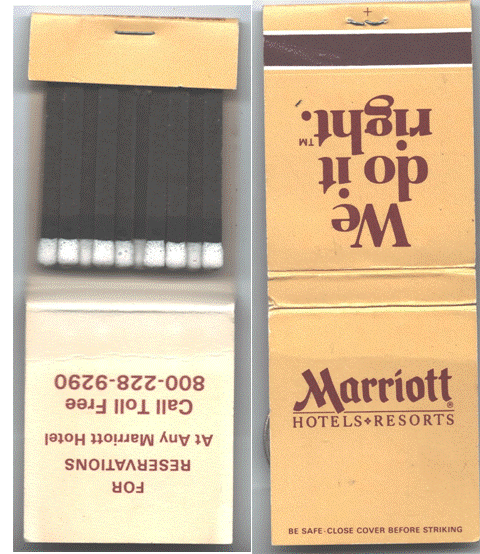 FOR
RESERVATIONS
At Any Marriott Hotel
Call Toll Free
800-228-9290
We
do it
right.™
Marriott®
HOTELS•RESORTS
BE SAFE-CLOSE COVER BEFORE STRIKING